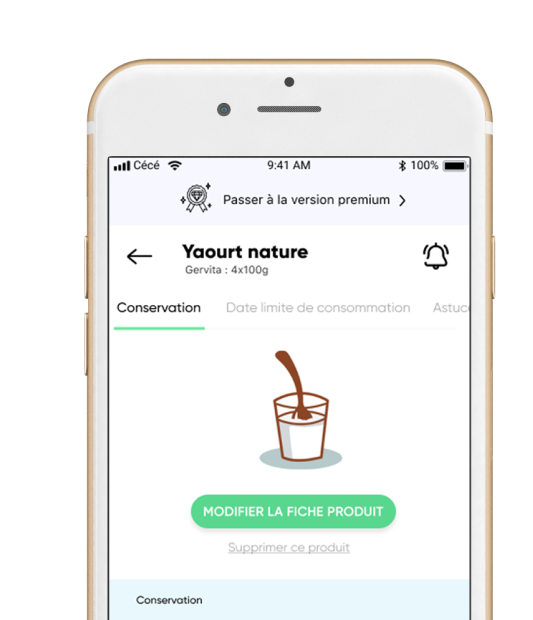 Cécé 9:41 AM 100%
Passer à la version premium
Yaourt nature
Gervita : 4x100g
Conservation Date limite de consommation Astuc
MODIFIER LA FICHE PRODUIT
Supprimer ce produit
Conservation